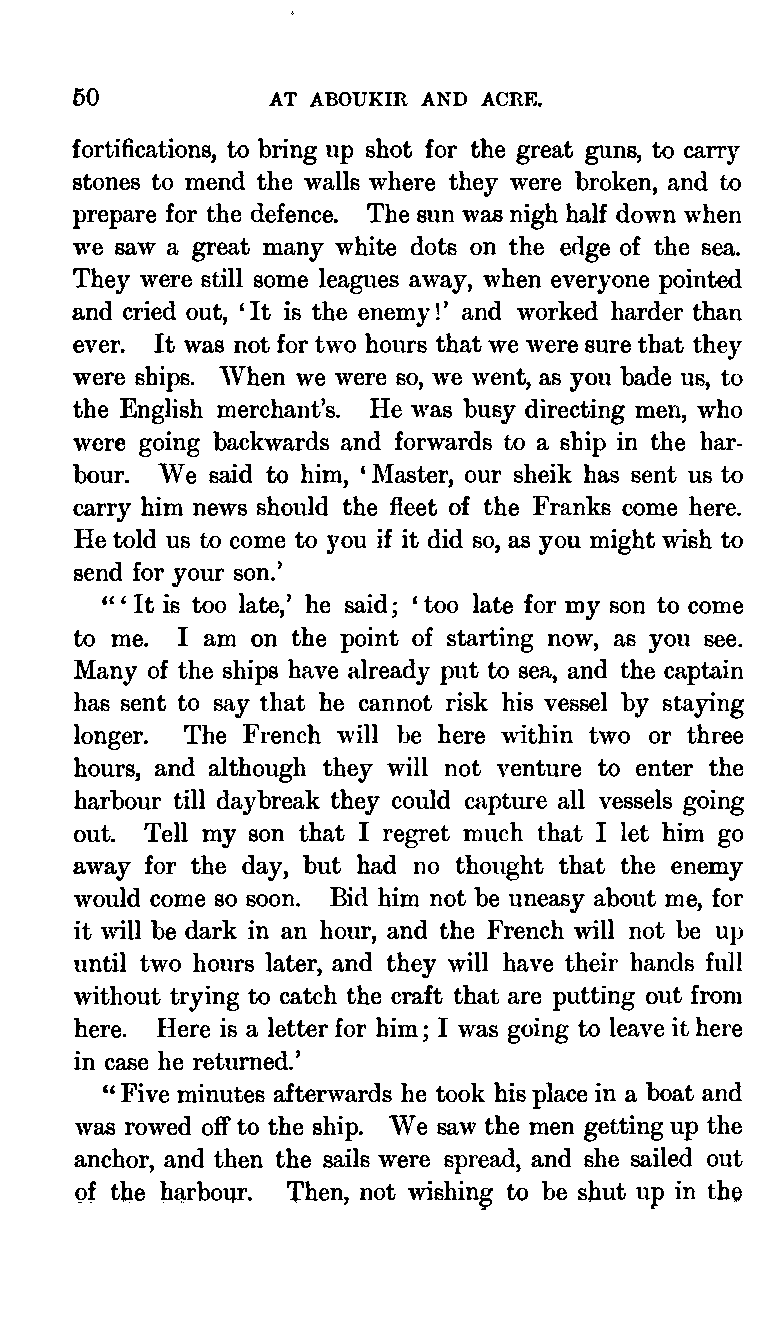 50 AT ABOUKIR AND ACRE.
fortifications, to bring up shot for the great guns, to carry
stones to mend the walls where they were broken, and to
prepare for the defence. The sun was nigh half down when
we saw a great many white dots on the edge of the sea.
They were still some leagues away, when everyone pointed
and cried out, ‘It is the enemy!’ and worked harder than
ever. It was not for two hours that we were sure that they
were ships. When we were so, we went, as you bade us, to
the English merchant’s. He was busy directing men, who
were going backwards and forwards to a ship in the har-
bour. We said to him, ‘Master, our sheik has sent us to
carry him news should the fleet of the Franks come here.
He told us to come to you if it did so, as you might wish to
send for your son.’
“‘It is too late,’ he said; ‘too late for my son to come
to me. I am on the point of starting now, as you see.
Many of the ships have already put to sea, and the captain
has sent to say that he cannot risk his vessel by staying
longer. The French will be here within two or three
hours, and although they will not venture to enter the
harbour till daybreak they could capture all vessels going
out. Tell my son that I regret much that I let him go
away for the day, but had no thought that the enemy
would come so soon. Bid him not be uneasy about me, for
it will be dark in an hour, and the French will not be up
until two hours later, and they will have their hands full
without trying to catch the craft that are putting out from
here. Here is a letter for him; I was going to leave it here
in case he returned.’
“Five minutes afterwards he took his place in a boat and
was rowed off to the ship. We saw the men getting up the
anchor, and then the sails were spread, and she sailed out
of the harbour. Then, not wishing to be shut up in the